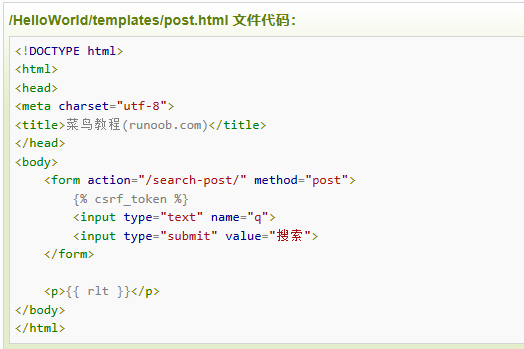 /HelloWorld/templates/post.html 文件代码：
<!DOCTYPE html>
<html>
<head>
<meta charset="utf-8">
<title>菜鸟教程(runoob.com)</title>
</head>
<body>
    <form action="/search-post/" method="post">
        {% csrf_token %}
        <input type="text" name="q">
        <input type="submit" value="搜索">
    </form>

    <p>{{ rlt }}</p>
</body>
</html>